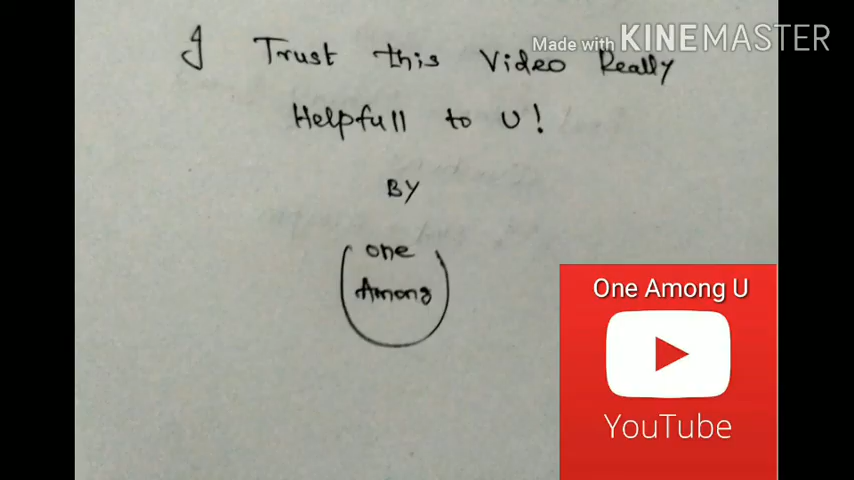 Made with KINEMASTER
I Trust this Video Really
Helpfull to U!
BY
One
Among
One Among U
YouTube